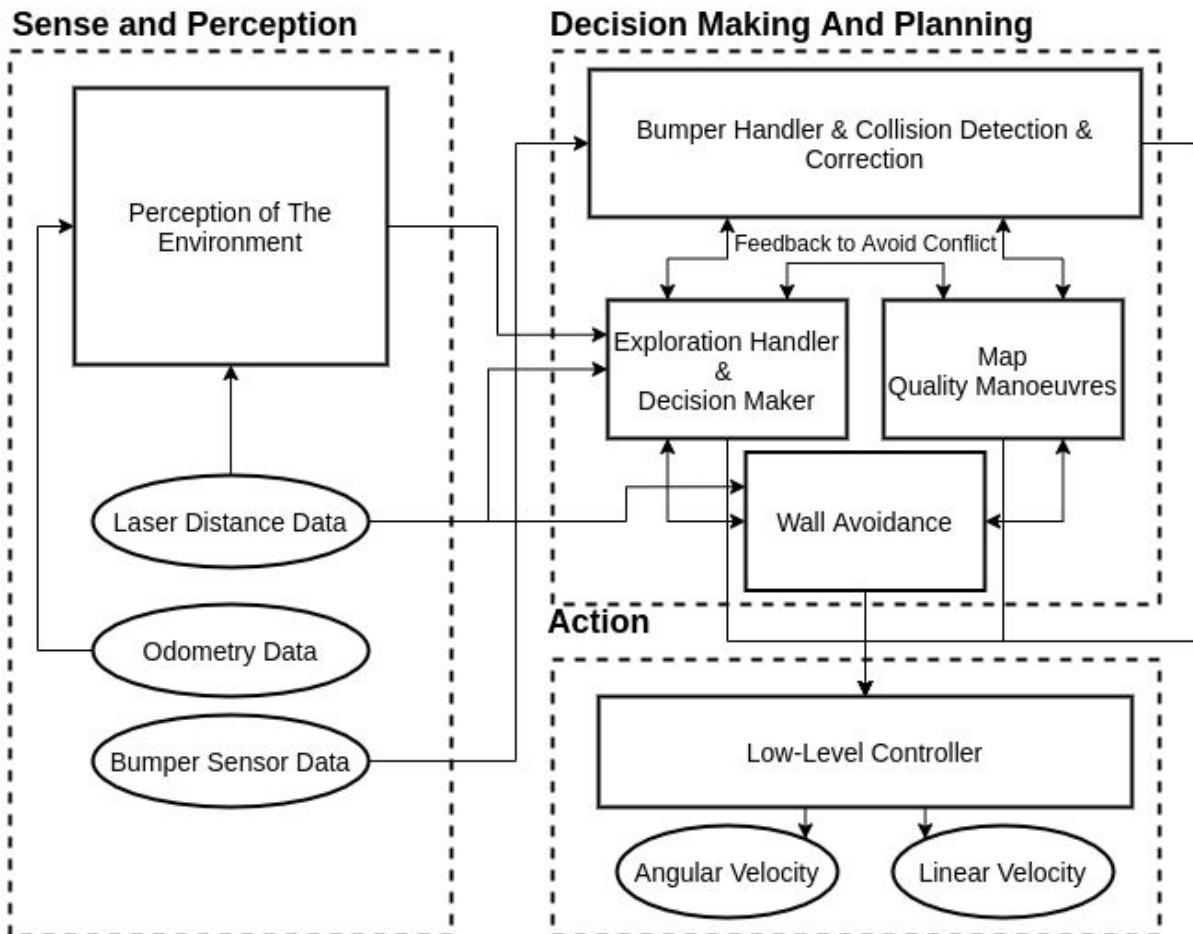 Sense and Perception
Perception of The
Environment
Laser Distance Data
Odometry Data
Bumper Sensor Data
Decision Making And Planning
Bumper Handler & Collision Detection &
Correction
Feedback to Avoid Conflict
Exploration Handler
&
Decision Maker
Map
Quality Manoeuvres
Wall Avoidance
Action
Low-Level Controller
Angular Velocity
Linear Velocity